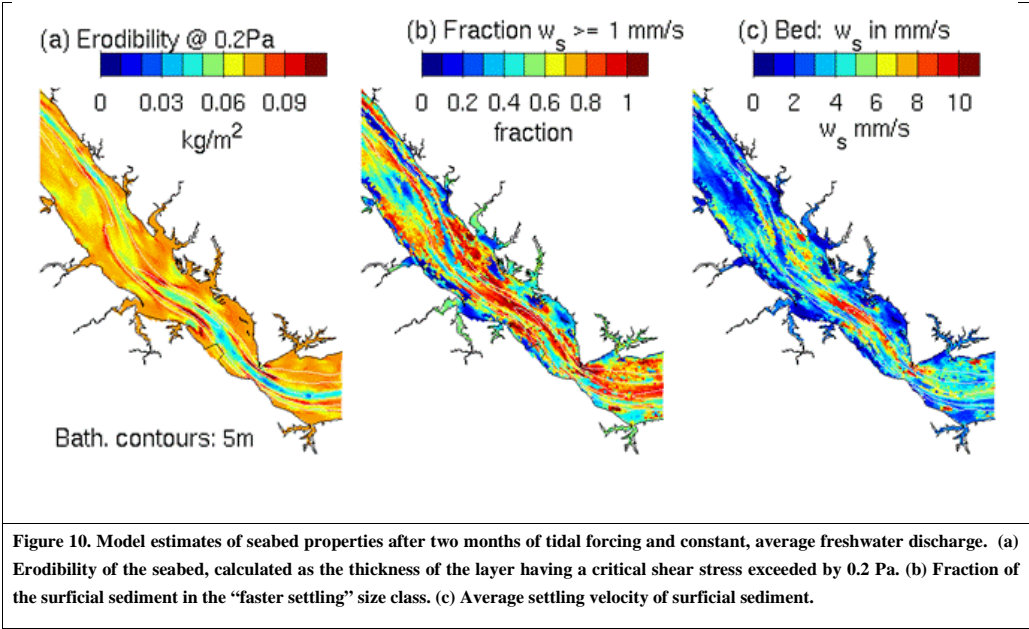 (a) Erodibility @ 0.2Pa
0 0.03 0.06 0.09
kg/m²
(b) Fraction wₛ >= 1 mm/s
0 0.2 0.4 0.6 0.8 1
fraction
(c) Bed: wₛ in mm/s
0 2 4 6 8 10
wₛ mm/s
Bath. contours: 5m
Figure 10. Model estimates of seabed properties after two months of tidal forcing and constant, average freshwater discharge. (a)
Erodibility of the seabed, calculated as the thickness of the layer having a critical shear stress exceeded by 0.2 Pa. (b) Fraction of
the surficial sediment in the “faster settling” size class. (c) Average settling velocity of surficial sediment.